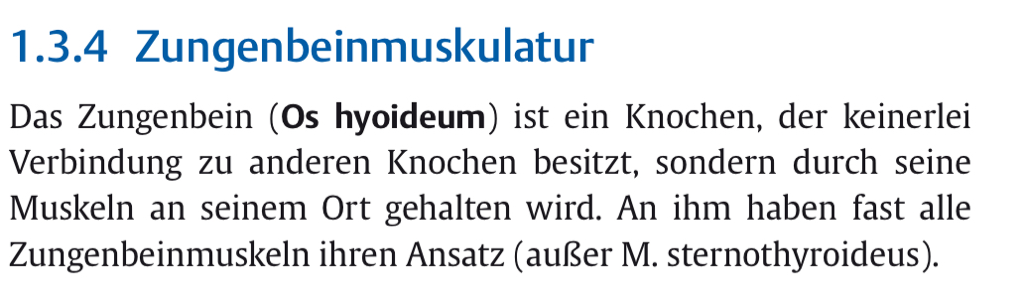 1.3.4 Zungenbeinmuskulatur
Das Zungenbein (Os hyoideum) ist ein Knochen, der keinerlei
Verbindung zu anderen Knochen besitzt, sondern durch seine
Muskeln an seinem Ort gehalten wird. An ihm haben fast alle
Zungenbeinmuskeln ihren Ansatz (außer M. sternothyroideus).